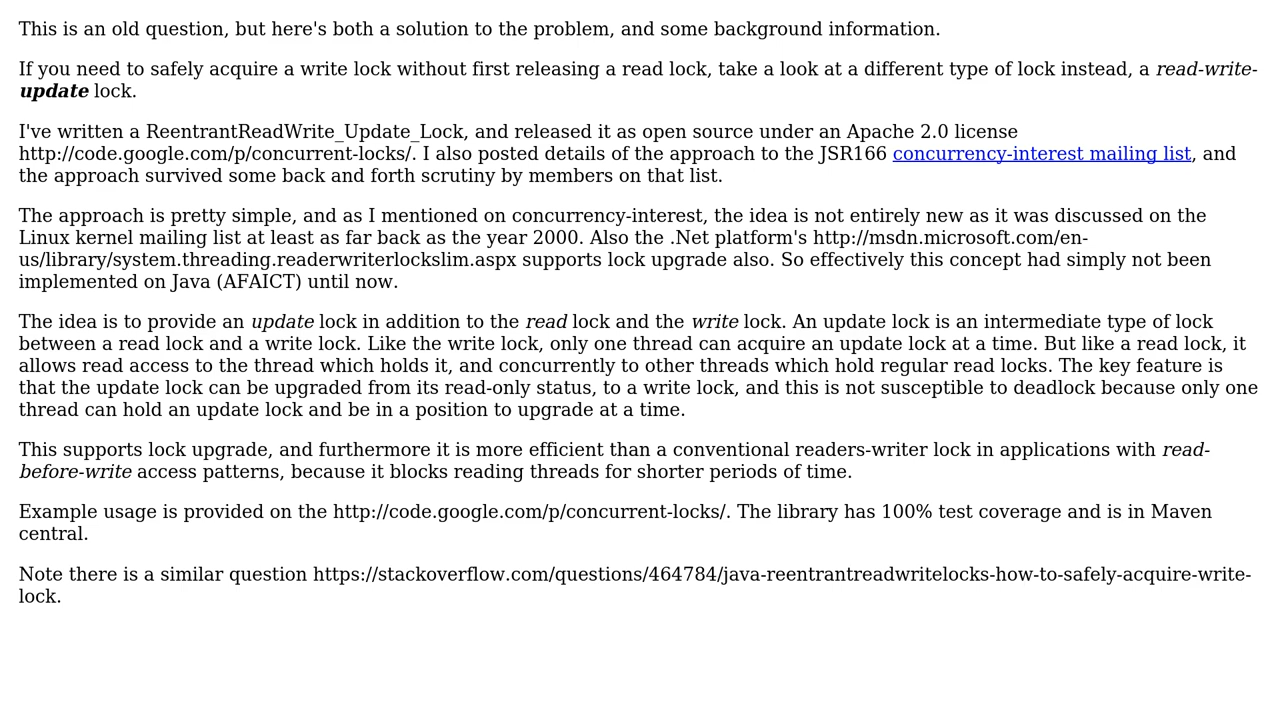 This is an old question, but here's both a solution to the problem, and some background information.
If you need to safely acquire a write lock without first releasing a read lock, take a look at a different type of lock instead, a read-write-
update lock.
I've written a ReentrantReadWrite_Update_Lock, and released it as open source under an Apache 2.0 license
http://code.google.com/p/concurrent-locks/. I also posted details of the approach to the JSR166 concurrency-interest mailing list, and
the approach survived some back and forth scrutiny by members on that list.
The approach is pretty simple, and as I mentioned on concurrency-interest, the idea is not entirely new as it was discussed on the
Linux kernel mailing list at least as far back as the year 2000. Also the .Net platform's http://msdn.microsoft.com/en-
us/library/system.threading.readerwriterlockslim.aspx supports lock upgrade also. So effectively this concept had simply not been
implemented on Java (AFAICT) until now.
The idea is to provide an update lock in addition to the read lock and the write lock. An update lock is an intermediate type of lock
between a read lock and a write lock. Like the write lock, only one thread can acquire an update lock at a time. But like a read lock, it
allows read access to the thread which holds it, and concurrently to other threads which hold regular read locks. The key feature is
that the update lock can be upgraded from its read-only status, to a write lock, and this is not susceptible to deadlock because only one
thread can hold an update lock and be in a position to upgrade at a time.
This supports lock upgrade, and furthermore it is more efficient than a conventional readers-writer lock in applications with read-
before-write access patterns, because it blocks reading threads for shorter periods of time.
Example usage is provided on the http://code.google.com/p/concurrent-locks/. The library has 100% test coverage and is in Maven
central.
Note there is a similar question https://stackoverflow.com/questions/464784/java-reentrantreadwritelocks-how-to-safely-acquire-write-
lock.